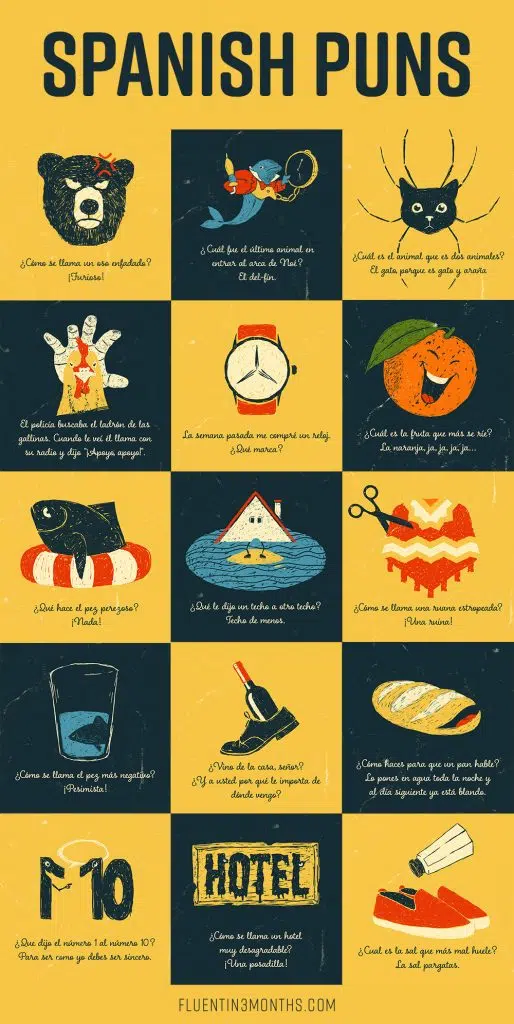 SPANISH PUNS
¿Cómo se llama un oso enfadado?
¡Furioso!
¿Cuál fue el último animal en
entrar al arca de Noé?
El del-fín.
¿Cuál es el animal que es dos animales?
El gato, porque es gato y araña
El policía buscaba el ladrón de las
gallinas. Cuando le veí él llama con
su radio y dijo "¡Apoyo, apoyo!".
La semana pasada me compré un reloj.
¿Qué marca?
¿Cuál es la fruta que más se ríe?
La naranja, ja, ja, ja, ja...
¿Qué hace el pez perezoso?
¡Nada!
¿Qué le dijo un techo a otro techo?
Techo de menos.
¿Cómo se llama una ruana estropeada?
¡Una ruina!
¿Cómo se llama el pez más negativo?
¡Pesimista!
¿Vino de la casa, señor?
¿Y a usted por qué le importa de
dónde vengo?
¿Cómo haces para que un pan hable?
Lo pones en agua toda la noche y
al día siguiente ya está blando.
1 10
¿Que dijo el número 1 al número 10?
Para ser como yo debes ser sincero.
HOTEL
¿Cómo se llama un hotel
muy desagradable?
¡Una posadilla!
¿Cual es la sal que más mal huele?
La sal pargatas.
FLUENTIN3MONTHS.COM